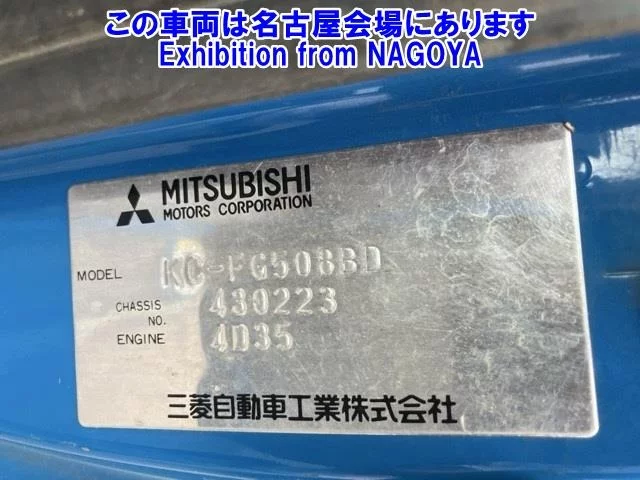 この車両は名古屋会場にあります
Exhibition from NAGOYA
MITSUBISHI
MOTORS CORPORATION
MODEL KC-FG508BD
CHASSIS NO. 430223
ENGINE 4D35
三菱自動車工業株式会社